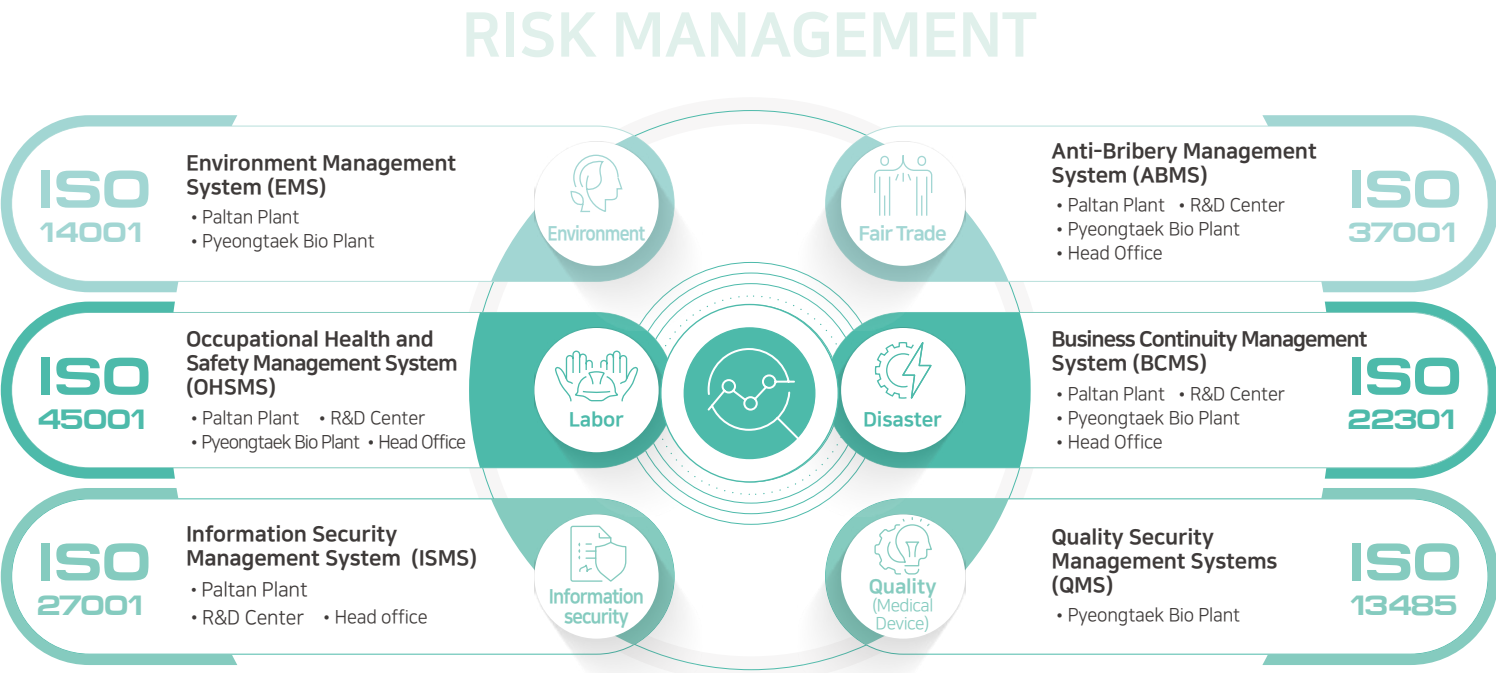 RISK MANAGEMENT
ISO
14001
Environment Management
System (EMS)
• Paltan Plant
• Pyeongtaek Bio Plant
Environment
Fair Trade
Anti-Bribery Management
System (ABMS)
• Paltan Plant • R&D Center
• Pyeongtaek Bio Plant
• Head Office
ISO
37001
ISO
45001
Occupational Health and
Safety Management System
(OHSMS)
• Paltan Plant • R&D Center
• Pyeongtaek Bio Plant • Head Office
Labor
Disaster
Business Continuity Management
System (BCMS)
• Paltan Plant • R&D Center
• Pyeongtaek Bio Plant
• Head Office
ISO
22301
ISO
27001
Information Security
Management System (ISMS)
• Paltan Plant
• R&D Center • Head office
Information
security
Quality
(Medical
Device)
Quality Security
Management Systems
(QMS)
• Pyeongtaek Bio Plant
ISO
13485